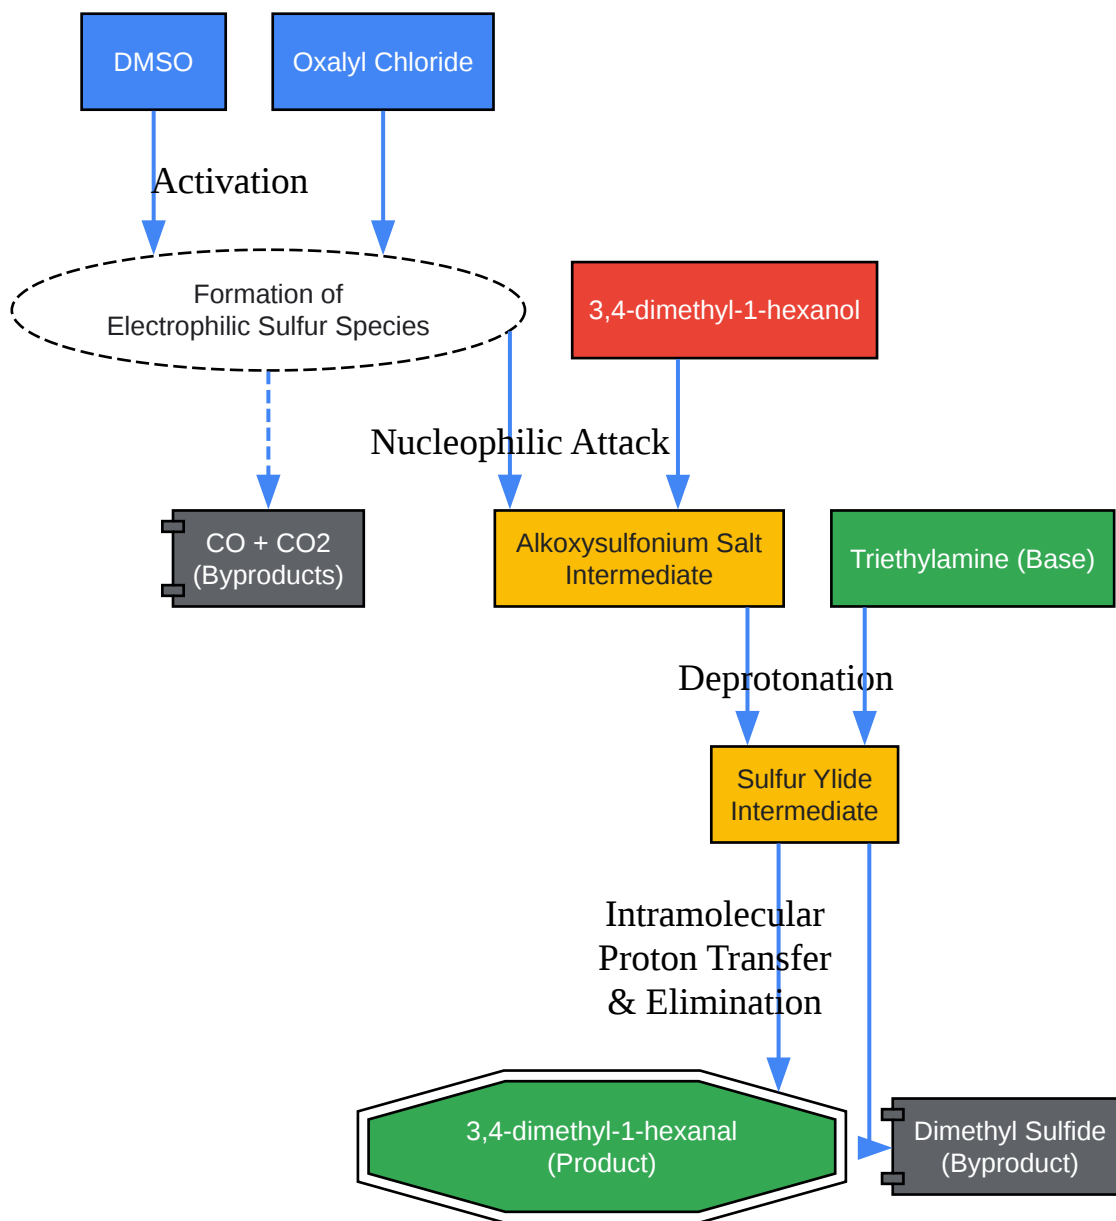 DMSO
Oxalyl Chloride
Activation
Formation of
Electrophilic Sulfur Species
3,4-dimethyl-1-hexanol
Nucleophilic Attack
CO + CO2
(Byproducts)
Alkoxysulfonium Salt
Intermediate
Triethylamine (Base)
Deprotonation
Sulfur Ylide
Intermediate
Intramolecular
Proton Transfer
& Elimination
3,4-dimethyl-1-hexanal
(Product)
Dimethyl Sulfide
(Byproduct)